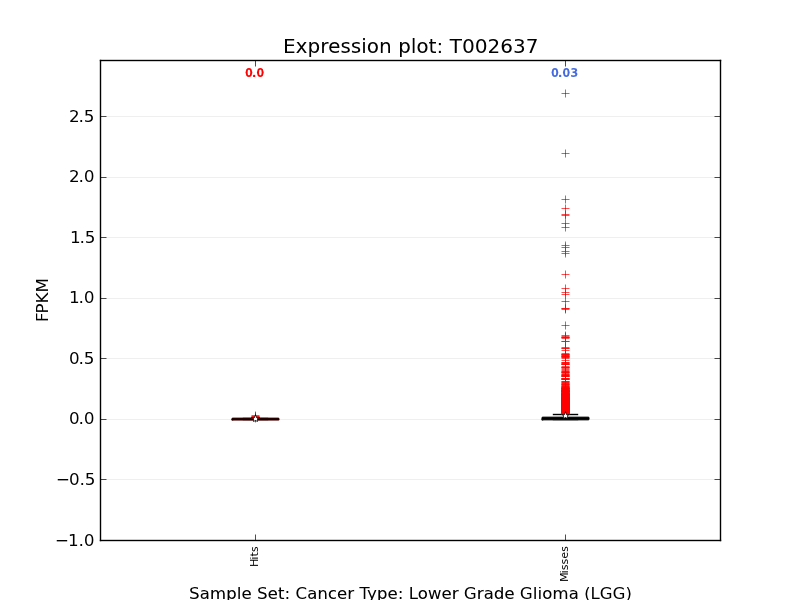 Expression plot: T002637
0.0 0.03
2.5
2.0
1.5
1.0
0.5
0.0
−0.5
−1.0
FPKM
Hits Misses
Sample Set: Cancer Type: Lower Grade Glioma (LGG)